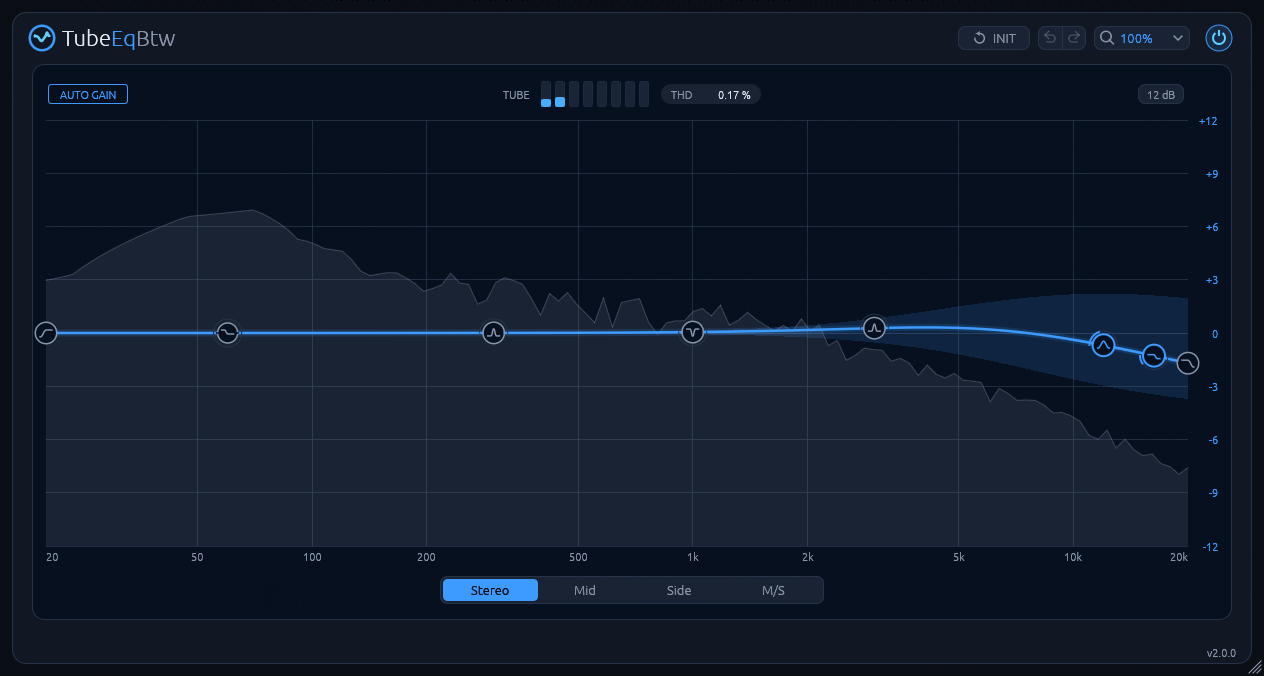 TubeEqBtw
INIT
100%
AUTO GAIN
TUBE
THD 0.17 %
12 dB
+12
+9
+6
+3
0
-3
-6
-9
-12
20 50 100 200 500 1k 2k 5k 10k 20k
Stereo Mid Side M/S
v2.0.0